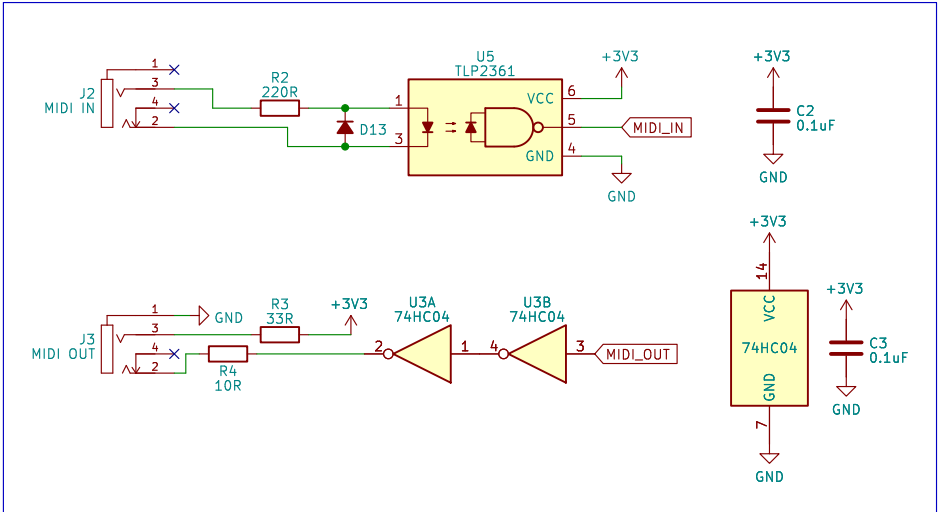 J2
MIDI IN
1
3
4
2
R2
220R
D13
U5
TLP2361
1
3
VCC
GND
6
5
4
+3V3
MIDI_IN
GND
+3V3
C2
0.1uF
GND
J3
MIDI OUT
1
3
4
2
GND
R3
33R
R4
10R
+3V3
U3A
74HC04
2
1
U3B
74HC04
4
3
MIDI_OUT
+3V3
14
VCC
74HC04
GND
7
GND
+3V3
C3
0.1uF
GND